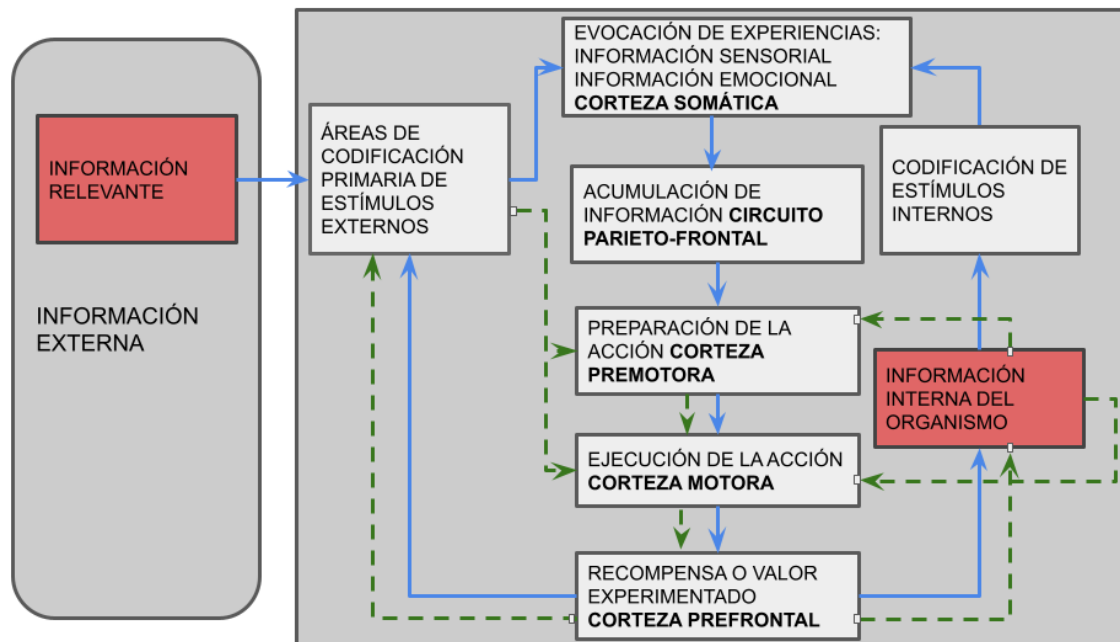 INFORMACIÓN
RELEVANTE
INFORMACIÓN
EXTERNA
ÁREAS DE
CODIFICACIÓN
PRIMARIA DE
ESTÍMULOS
EXTERNOS
EVOCACIÓN DE EXPERIENCIAS:
INFORMACIÓN SENSORIAL
INFORMACIÓN EMOCIONAL
CORTEZA SOMÁTICA
ACUMULACIÓN DE
INFORMACIÓN CIRCUITO
PARIETO-FRONTAL
PREPARACIÓN DE LA
ACCIÓN CORTEZA
PREMOTORA
EJECUCIÓN DE LA ACCIÓN
CORTEZA MOTORA
RECOMPENSA O VALOR
EXPERIMENTADO
CORTEZA PREFRONTAL
CODIFICACIÓN DE
ESTÍMULOS
INTERNOS
INFORMACIÓN
INTERNA DEL
ORGANISMO